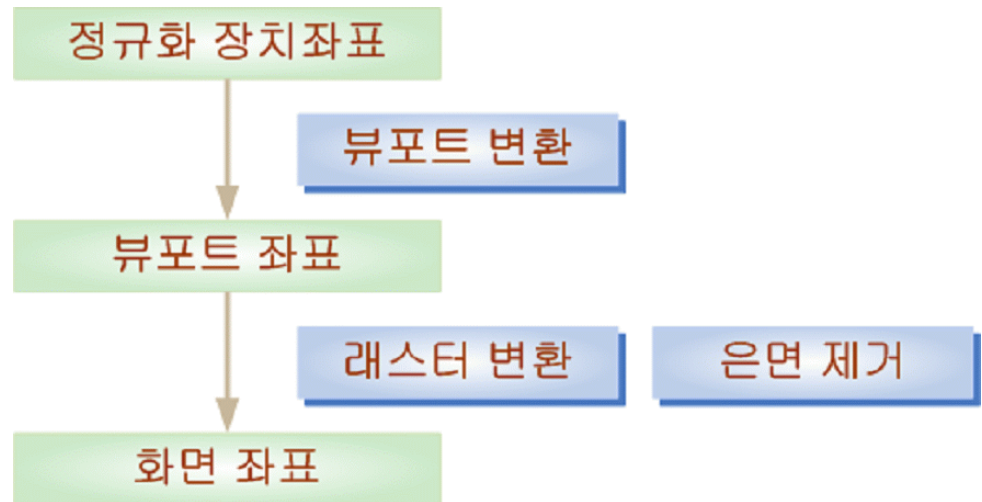 정규화 장치좌표
뷰포트 변환
뷰포트 좌표
래스터 변환
은면 제거
화면 좌표